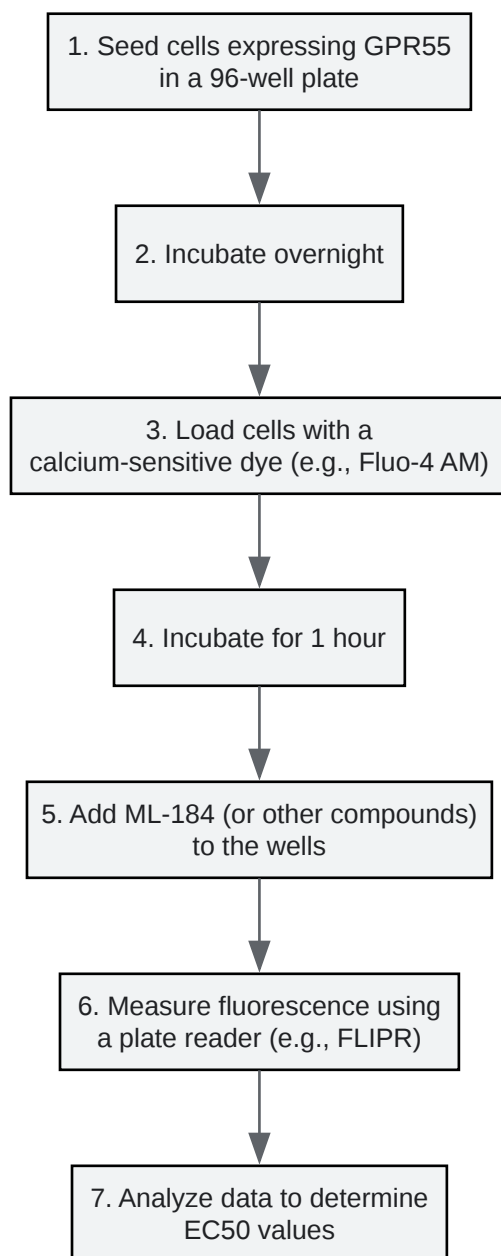 1. Seed cells expressing GPR55
in a 96-well plate
2. Incubate overnight
3. Load cells with a
calcium-sensitive dye (e.g., Fluo-4 AM)
4. Incubate for 1 hour
5. Add ML-184 (or other compounds)
to the wells
6. Measure fluorescence using
a plate reader (e.g., FLIPR)
7. Analyze data to determine
EC50 values